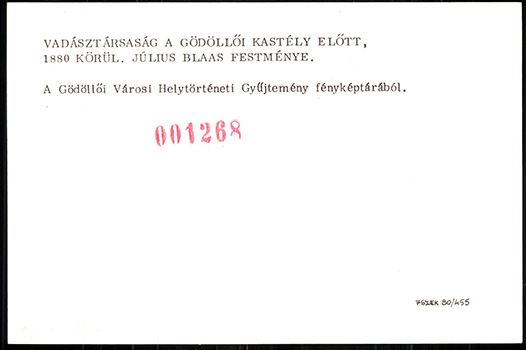 VADÁSZTÁRSASÁG A GÖDÖLLŐI KASTÉLY ELŐTT,
1880 KÖRÜL. JÚLIUS BLAAS FESTMÉNYE.
A Gödöllői Városi Helytörténeti Gyűjtemény fényképtárából.
001268
FSZEK 80/455